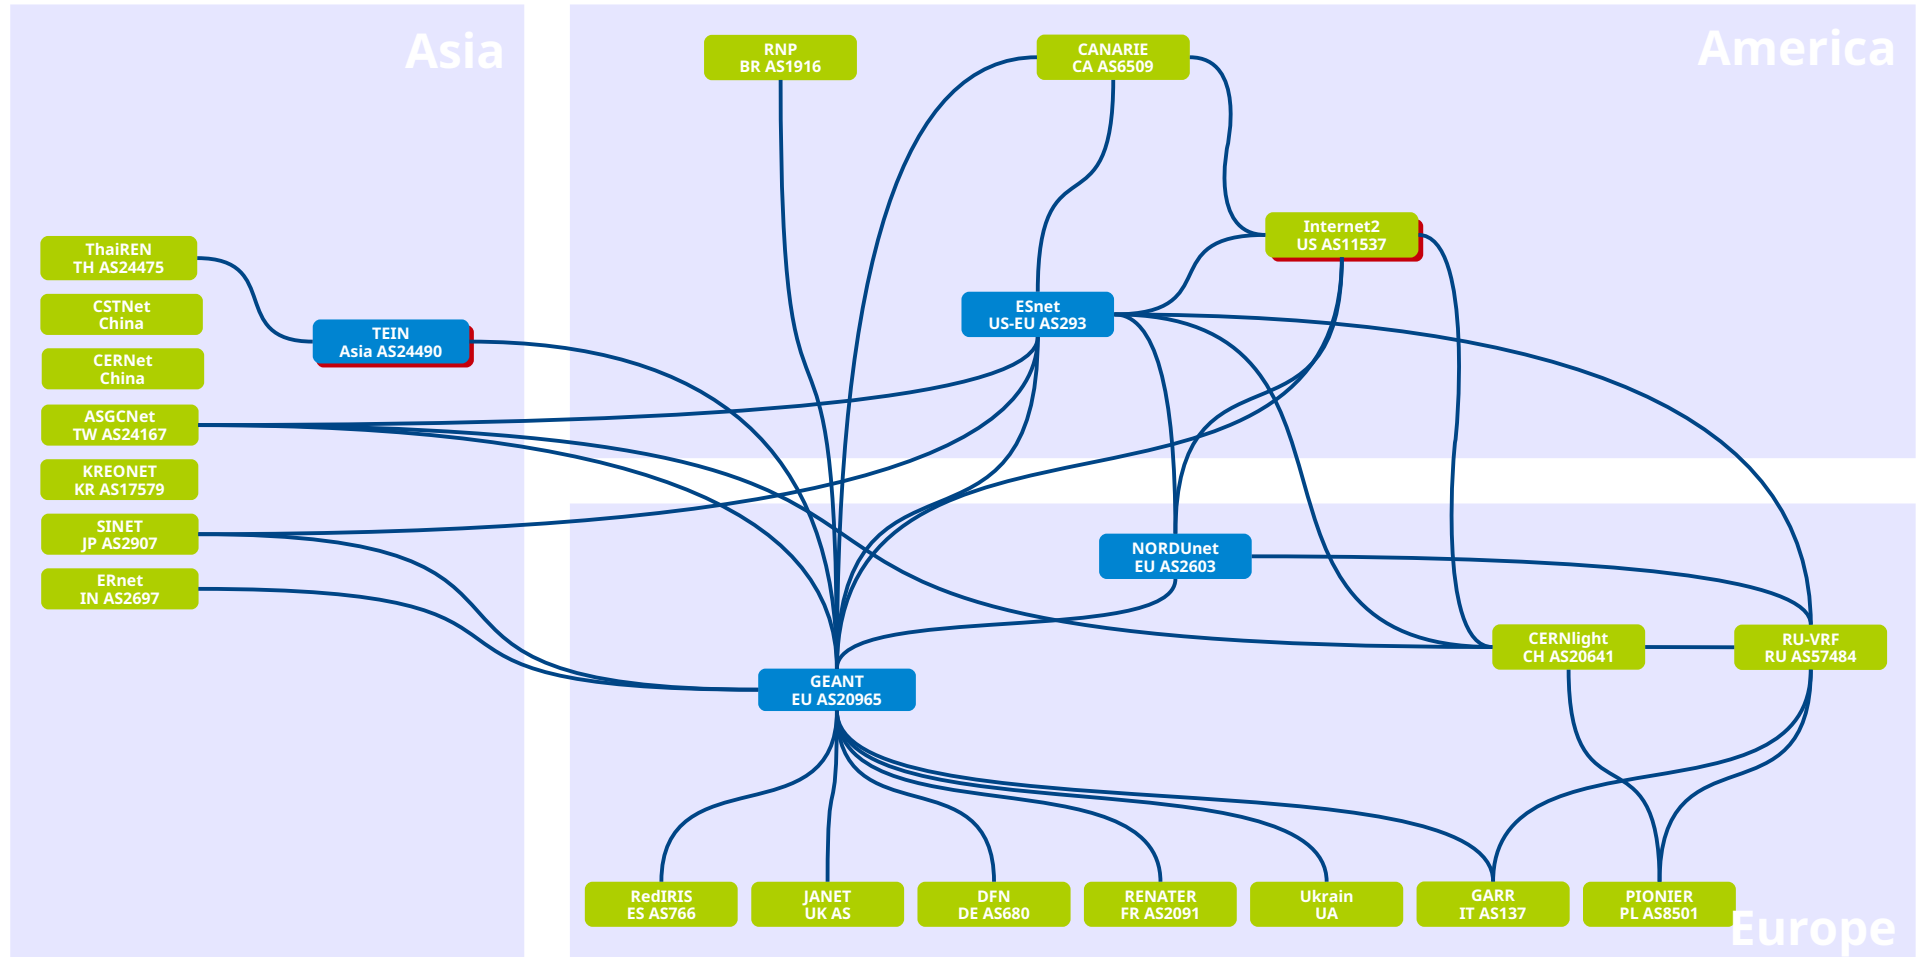 Asia
America
RNP
BR AS1916
CANARIE
CA AS6509
Internet2
US AS11537
ThaiREN
TH AS24475
CSTNet
China
TEIN
Asia AS24490
ESnet
US-EU AS293
CERNet
China
ASGCNet
TW AS24167
KREONET
KR AS17579
SINET
JP AS2907
ERnet
IN AS2697
NORDUnet
EU AS2603
CERNlight
CH AS20641
RU-VRF
RU AS57484
GEANT
EU AS20965
RedIRIS
ES AS766
JANET
UK AS
DFN
DE AS680
RENATER
FR AS2091
Ukrain
UA
GARR
IT AS137
PIONIER
PL AS8501
Europe